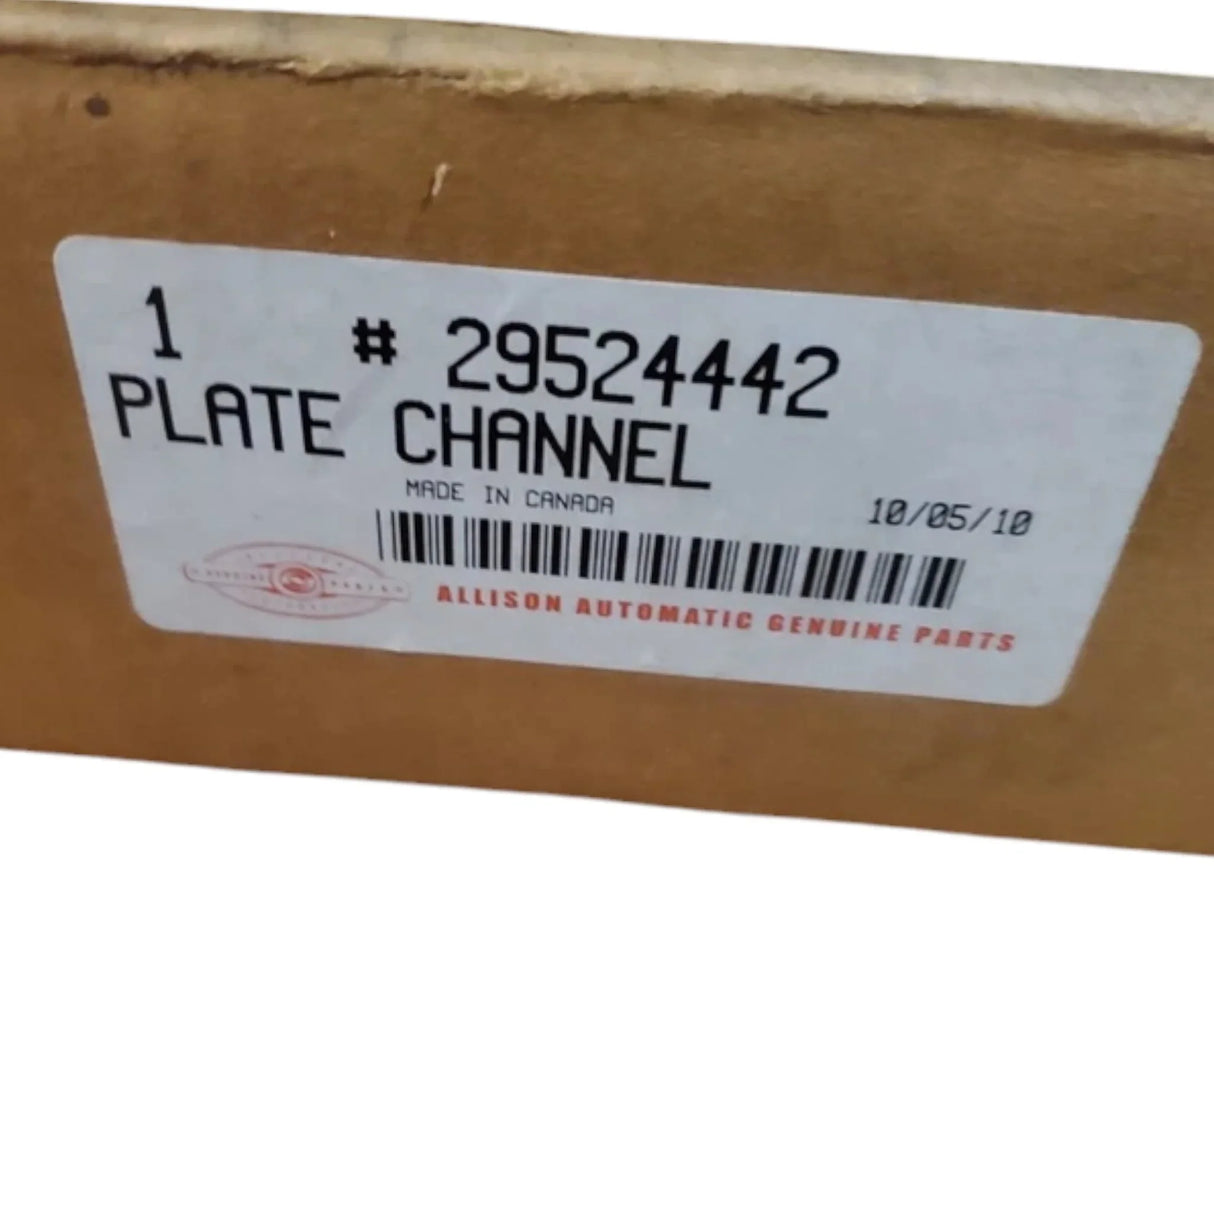 1 # 29524442
PLATE CHANNEL
MADE IN CANADA
10/05/10
ALLISON AUTOMATIC GENUINE PARTS